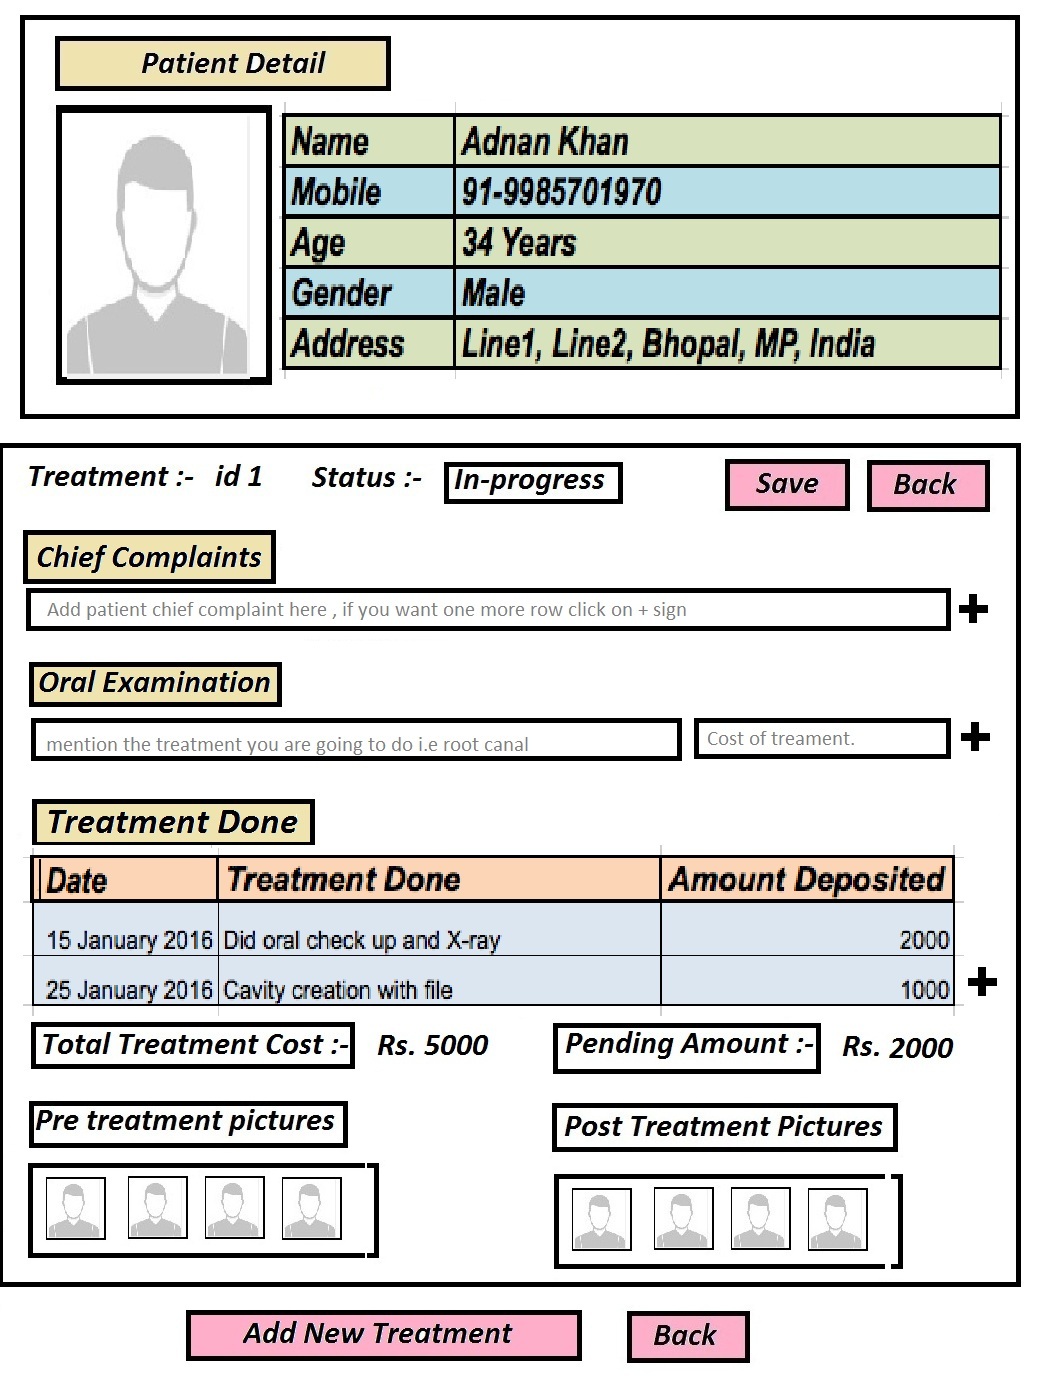 Patient Detail
Name Adnan Khan
Mobile 91-9985701970
Age 34 Years
Gender Male
Address Line1, Line2, Bhopal, MP, India
Treatment :- id 1 Status :- In-progress Save Back
Chief Complaints
Add patient chief complaint here , if you want one more row click on + sign +
Oral Examination
mention the treatment you are going to do i.e root canal Cost of treament. +
Treatment Done
Date Treatment Done Amount Deposited
15 January 2016 Did oral check up and X-ray 2000
25 January 2016 Cavity creation with file 1000 +
Total Treatment Cost :- Rs. 5000 Pending Amount :- Rs. 2000
Pre treatment pictures Post Treatment Pictures
Add New Treatment Back